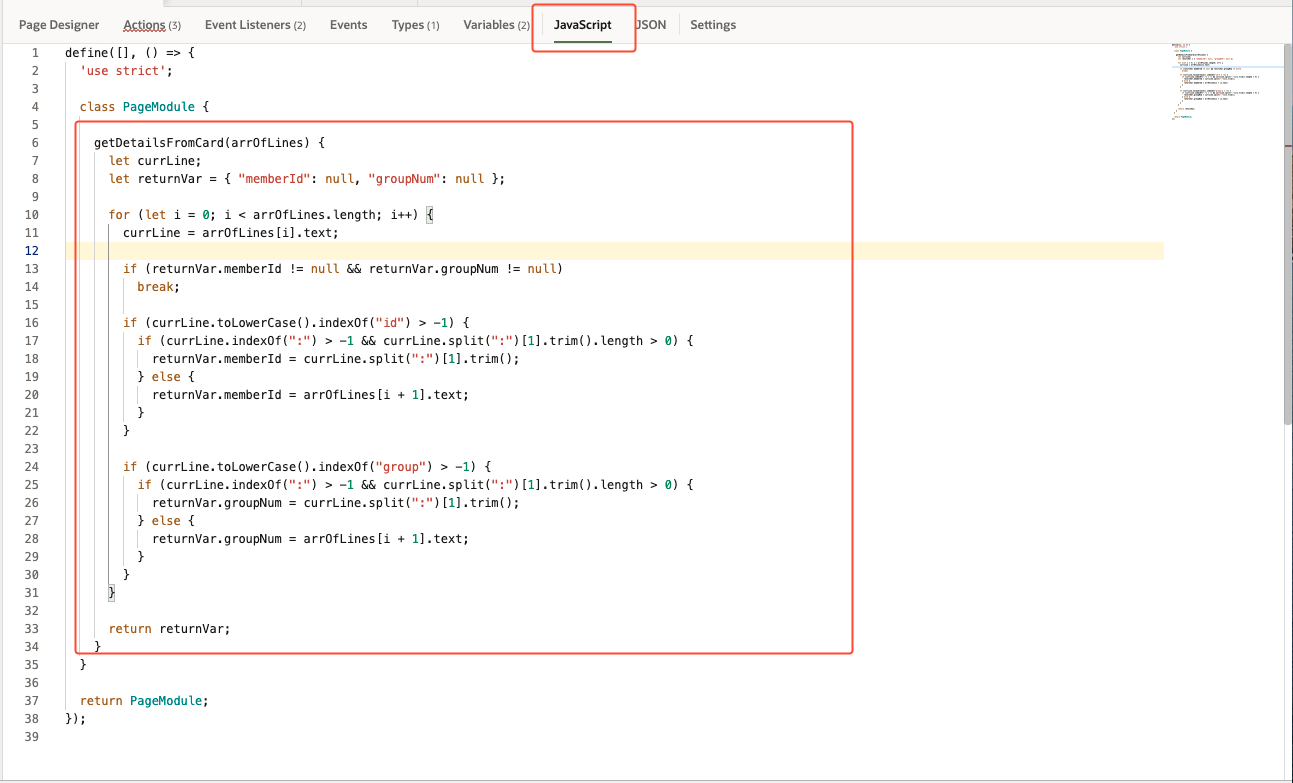 Page Designer Actions (3) Event Listeners (2) Events Types (1) Variables (2) JavaScript JSON Settings
1 define([], () => {
2 'use strict';
3
4 class PageModule {
5
6 getDetailsFromCard(arrOfLines) {
7 let currLine;
8 let returnVar = { "memberId": null, "groupNum": null };
9
10 for (let i = 0; i < arrOfLines.length; i++) {
11 currLine = arrOfLines[i].text;
12
13 if (returnVar.memberId != null && returnVar.groupNum != null)
14 break;
15
16 if (currLine.toLowerCase().indexOf("id") > -1) {
17 if (currLine.indexOf(":") > -1 && currLine.split(":")[1].trim().length > 0) {
18 returnVar.memberId = currLine.split(":")[1].trim();
19 } else {
20 returnVar.memberId = arrOfLines[i + 1].text;
21 }
22 }
23
24 if (currLine.toLowerCase().indexOf("group") > -1) {
25 if (currLine.indexOf(":") > -1 && currLine.split(":")[1].trim().length > 0) {
26 returnVar.groupNum = currLine.split(":")[1].trim();
27 } else {
28 returnVar.groupNum = arrOfLines[i + 1].text;
29 }
30 }
31 }
32
33 return returnVar;
34 }
35 }
36
37 return PageModule;
38 });
39